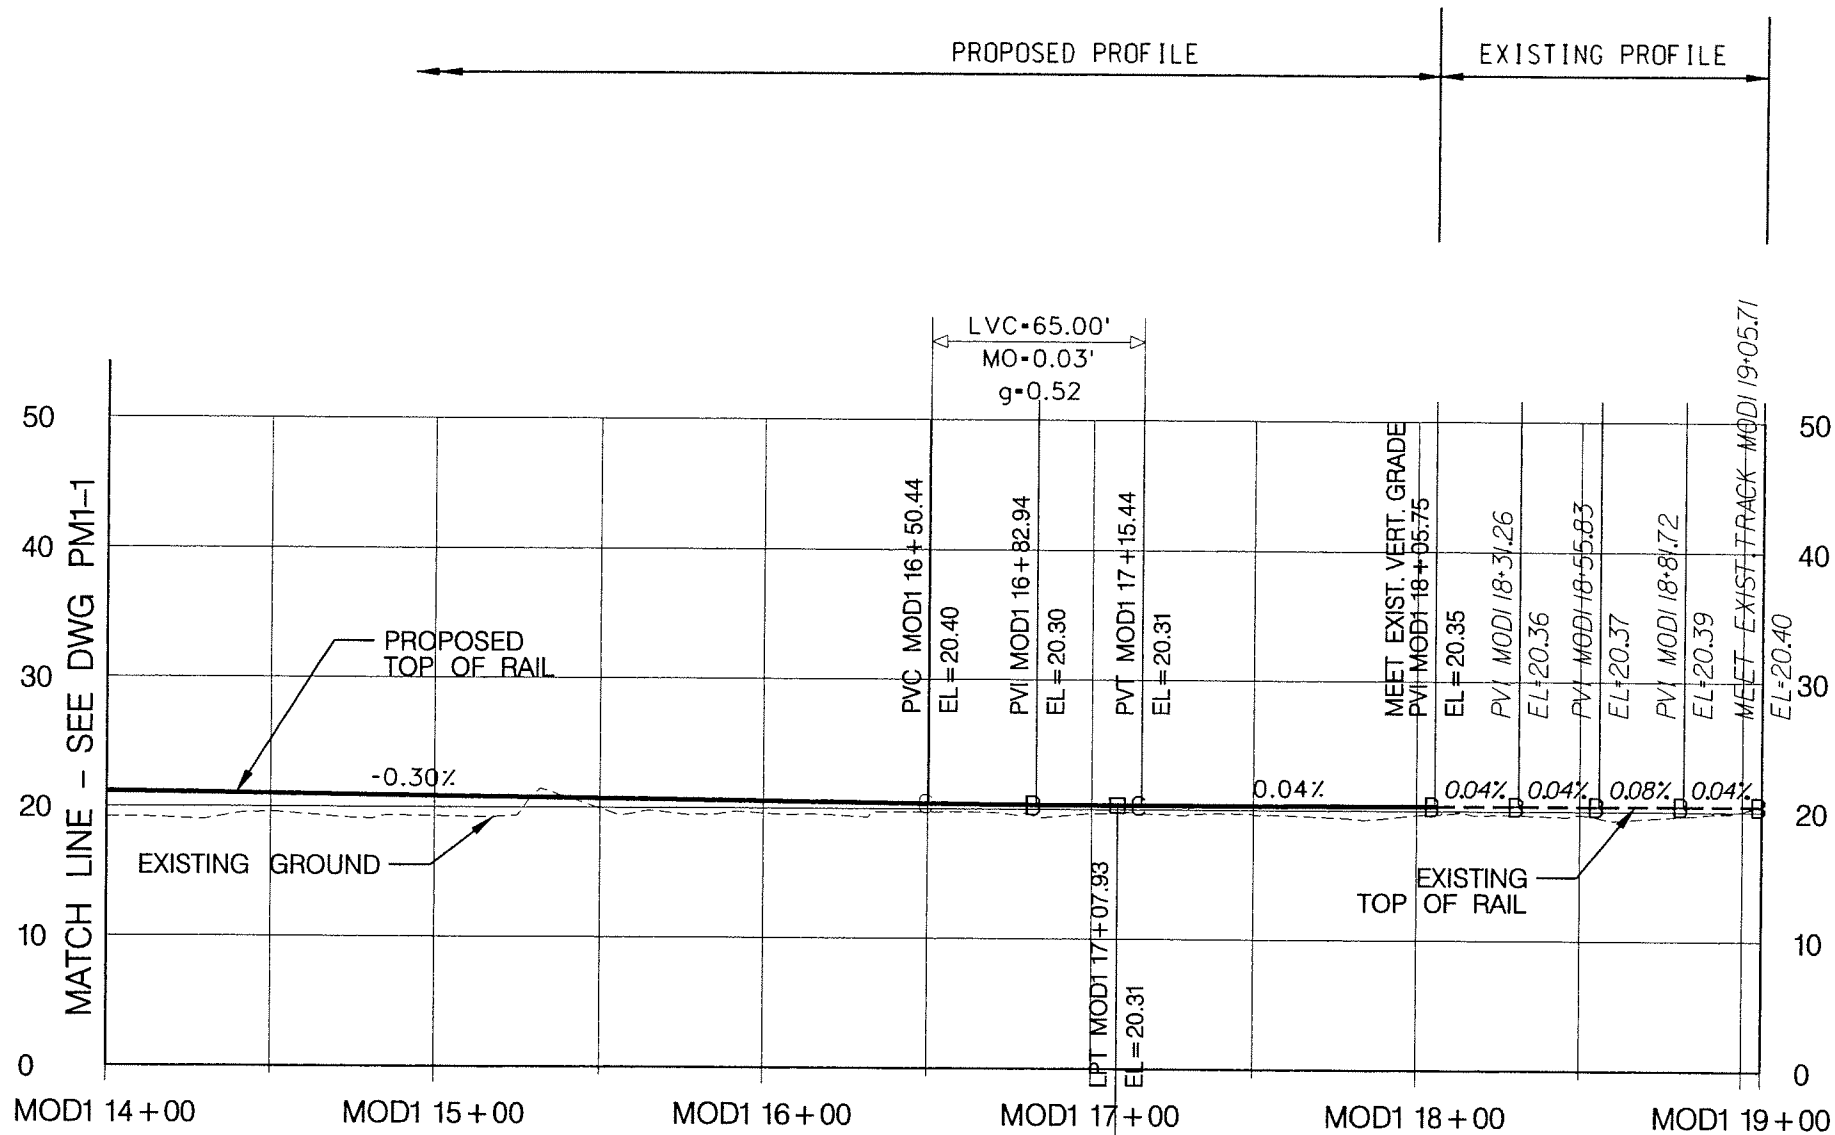 PROPOSED PROFILE
EXISTING PROFILE
LVC=65.00'
MO=0.03'
g=0.52
50
40
30
20
10
0
MATCH LINE - SEE DWG PM1-1
PROPOSED
TOP OF RAIL
-0.30%
EXISTING GROUND
PVC MOD1 16+50.44
EL=20.40
PVI MOD1 16+82.94
EL=20.30
PVT MOD1 17+15.44
EL=20.31
LPT MOD1 17+07.93
EL=20.31
0.04%
MEET EXIST. VERT. GRADE
PVI MOD1 18+05.75
EL=20.35
PVI MOD1 18+31.26
EL=20.36
PVI MOD1 18+55.83
EL=20.37
PVI MOD1 18+81.72
EL=20.39
MEET EXIST. TRACK MOD1 19+05.71
EL=20.40
0.04%
0.04%
0.08%
0.04%
EXISTING
TOP OF RAIL
50
40
30
20
10
0
MOD1 14+00
MOD1 15+00
MOD1 16+00
MOD1 17+00
MOD1 18+00
MOD1 19+00